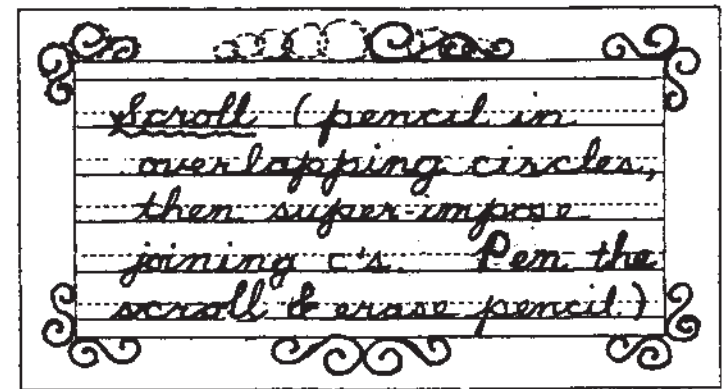 Scroll (pencil in
overlapping circles,
then super-impose
joining c's. Pen the
scroll & erase pencil.)